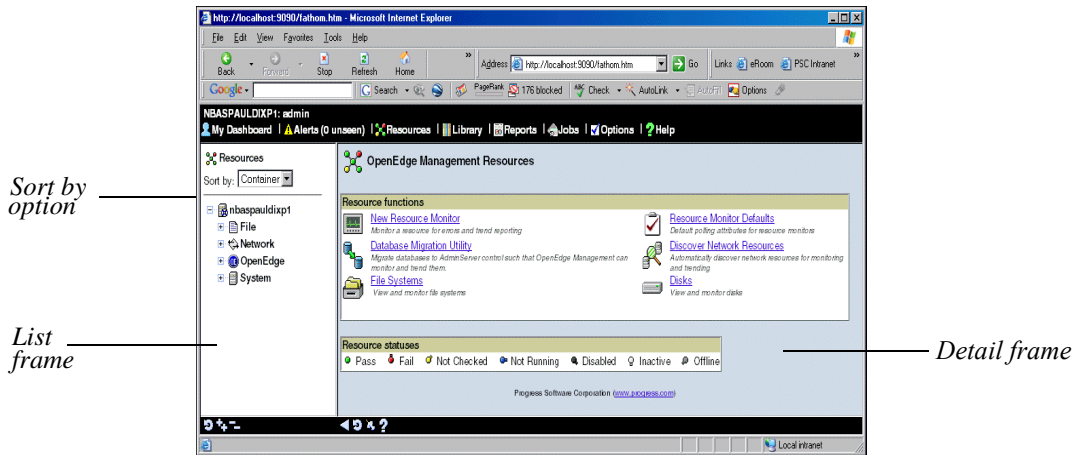 http://localhost:9090/fathom.htm - Microsoft Internet Explorer
File Edit View Favorites Tools Help
Back Forward Stop Refresh Home » Address http://localhost:9090/fathom.htm Go Links eRoom PSC Intranet »
Google Search PageRank 176 blocked Check AutoLink AutoFill Options
NBASPAULDIXP1: admin
My Dashboard | Alerts (0 unseen) | Resources | Library | Reports | Jobs | Options | Help
Resources
Sort by: Container
nbaspauldixp1
File
Network
OpenEdge
System
OpenEdge Management Resources
Resource functions
New Resource Monitor
Monitor a resource for errors and trend reporting
Resource Monitor Defaults
Default polling attributes for resource monitors
Database Migration Utility
Migrate databases to AdminServer control such that OpenEdge Management can
monitor and trend them.
Discover Network Resources
Automatically discover network resources for monitoring
and trending
File Systems
View and monitor file systems
Disks
View and monitor disks
Resource statuses
Pass Fail Not Checked Not Running Disabled Inactive Offline
Progress Software Corporation (www.progress.com)
Local intranet
Sort by
option
List
frame
Detail frame